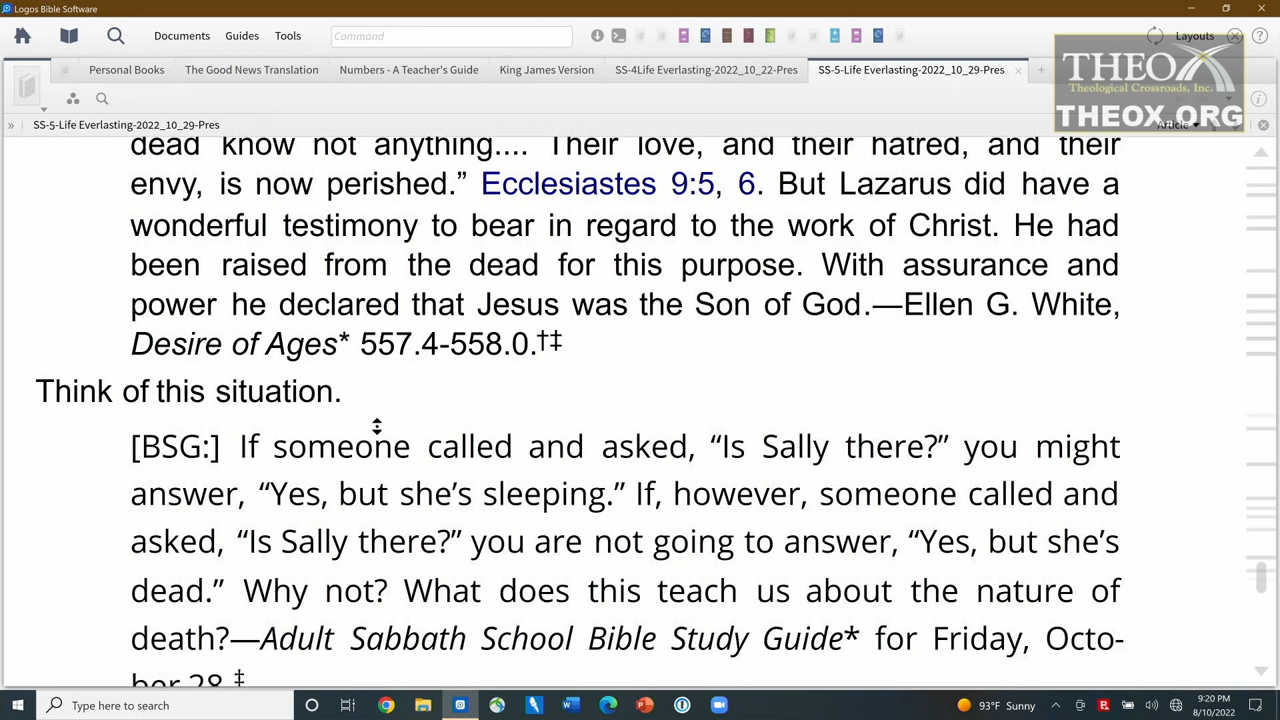 Logos Bible Software
Documents Guides Tools Command Layouts
Personal Books The Good News Translation Numbers - A Teacher's Guide King James Version SS-4Life Everlasting-2022_10_22-Pres SS-5-Life Everlasting-2022_10_29-Pres
THEOX
Theological Crossroads, Inc.
THEOX.ORG
SS-5-Life Everlasting-2022_10_29-Pres Article
dead know not anything.... Their love, and their hatred, and their
envy, is now perished.” Ecclesiastes 9:5, 6. But Lazarus did have a
wonderful testimony to bear in regard to the work of Christ. He had
been raised from the dead for this purpose. With assurance and
power he declared that Jesus was the Son of God.—Ellen G. White,
Desire of Ages* 557.4-558.0.†‡
Think of this situation.
[BSG:] If someone called and asked, “Is Sally there?” you might
answer, “Yes, but she’s sleeping.” If, however, someone called and
asked, “Is Sally there?” you are not going to answer, “Yes, but she’s
dead.” Why not? What does this teach us about the nature of
death?—Adult Sabbath School Bible Study Guide* for Friday, Octo-
ber 28.‡
Type here to search
93°F Sunny
9:20 PM
8/10/2022